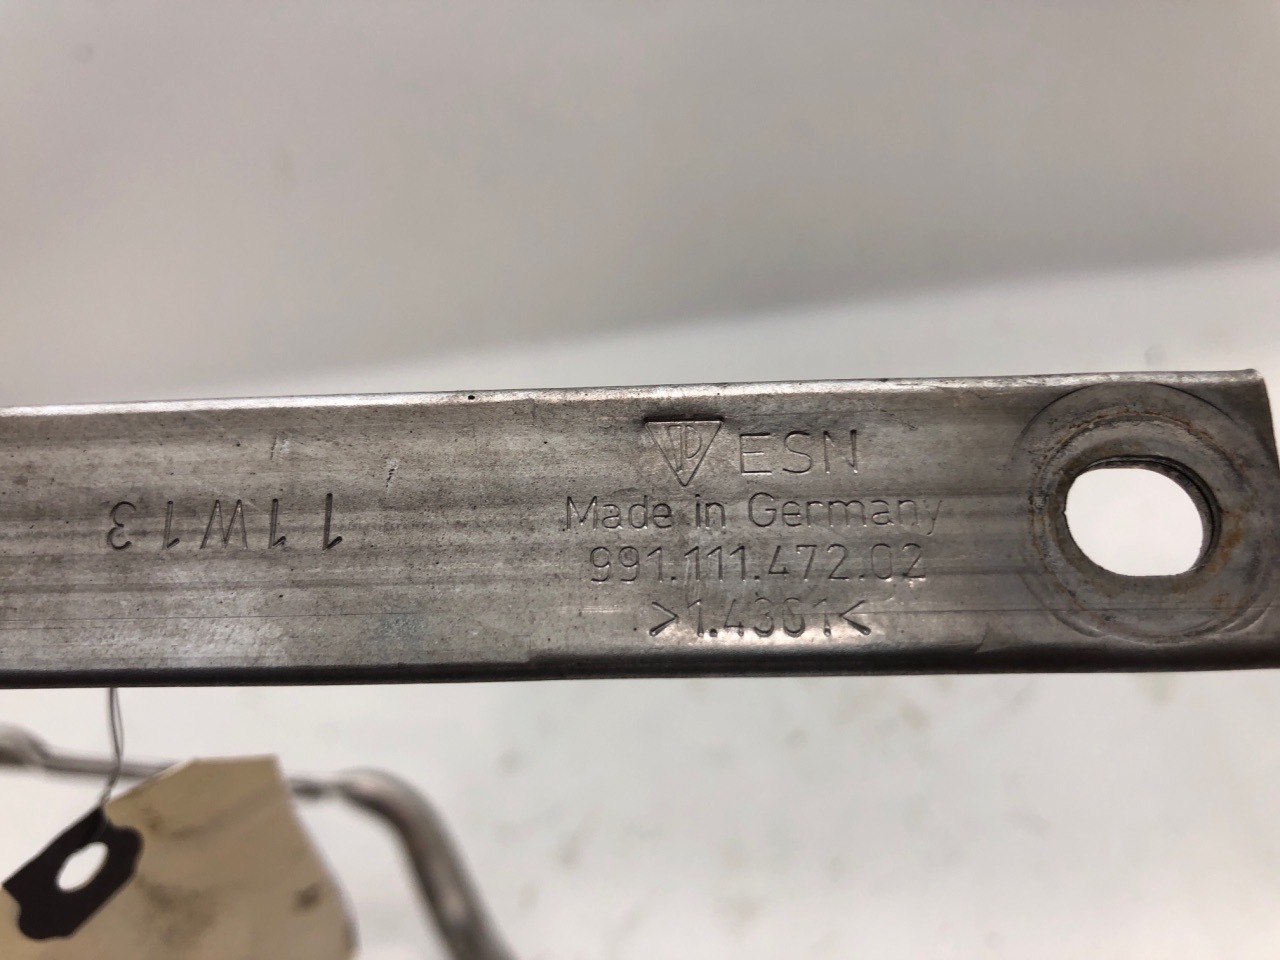 ESN
Made in Germany
991.111.472.02
>1.4301<
11W13